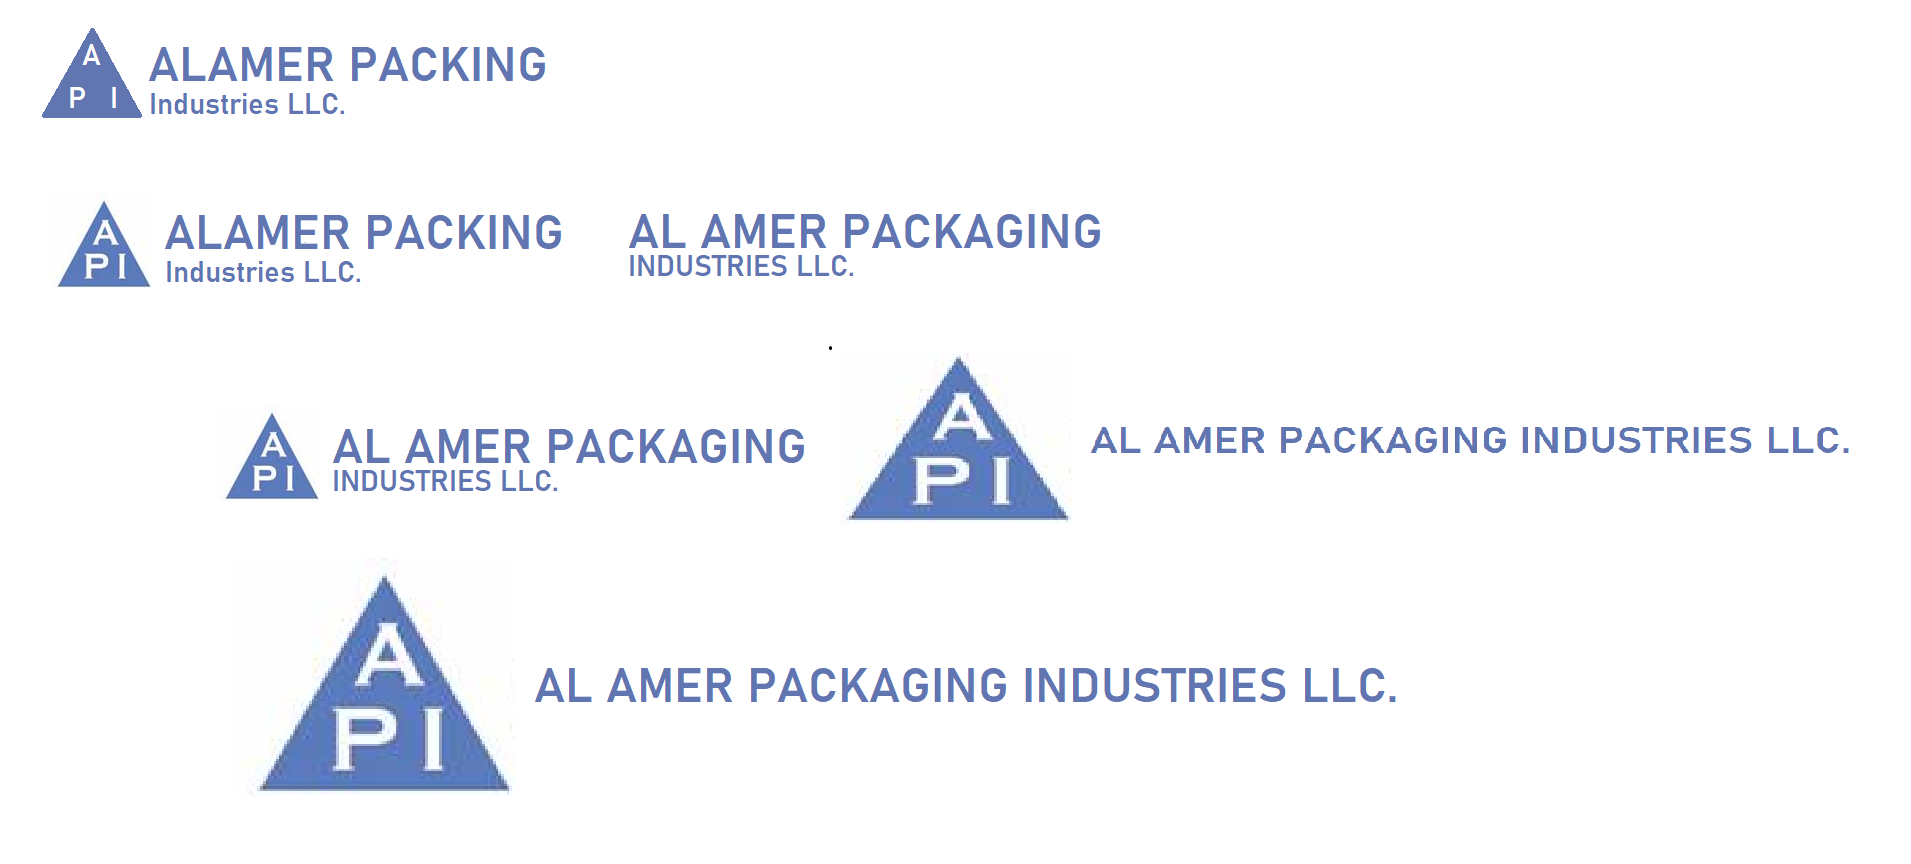 A
P I
ALAMER PACKING
Industries LLC.
A
PI
ALAMER PACKING
Industries LLC.
AL AMER PACKAGING
INDUSTRIES LLC.
.
A
PI
AL AMER PACKAGING
INDUSTRIES LLC.
A
PI
AL AMER PACKAGING INDUSTRIES LLC.
A
PI
AL AMER PACKAGING INDUSTRIES LLC.